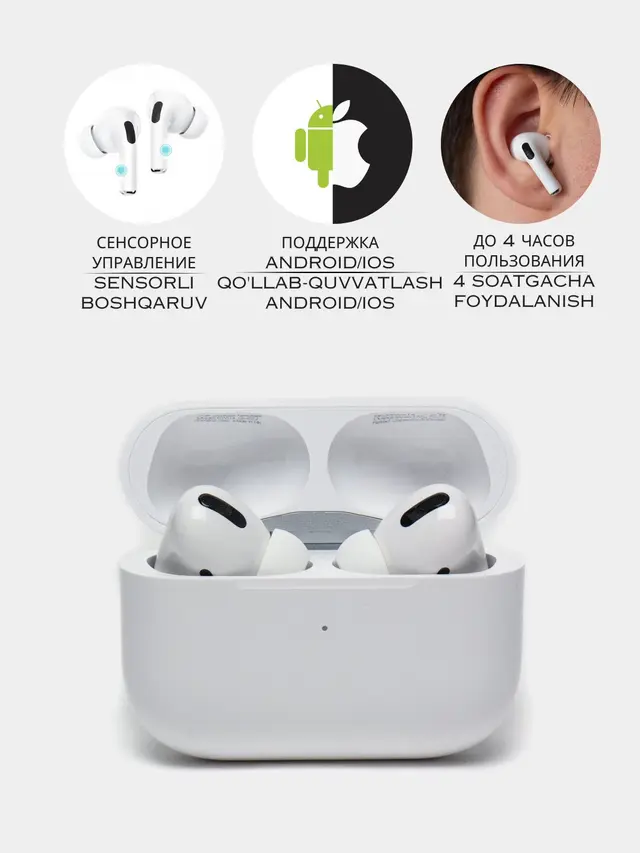 СЕНСОРНОЕ
УПРАВЛЕНИЕ
SENSORLI
BOSHQARUV
ПОДДЕРЖКА
ANDROID/IOS
QO'LLAB-QUVVATLASH
ANDROID/IOS
ДО 4 ЧАСОВ
ПОЛЬЗОВАНИЯ
4 SOATGACHA
FOYDALANISH